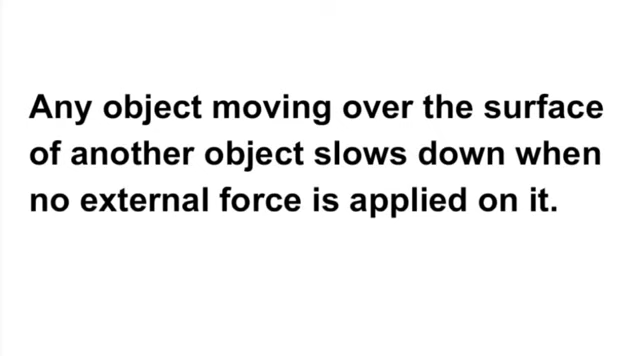 Any object moving over the surface
of another object slows down when
no external force is applied on it.